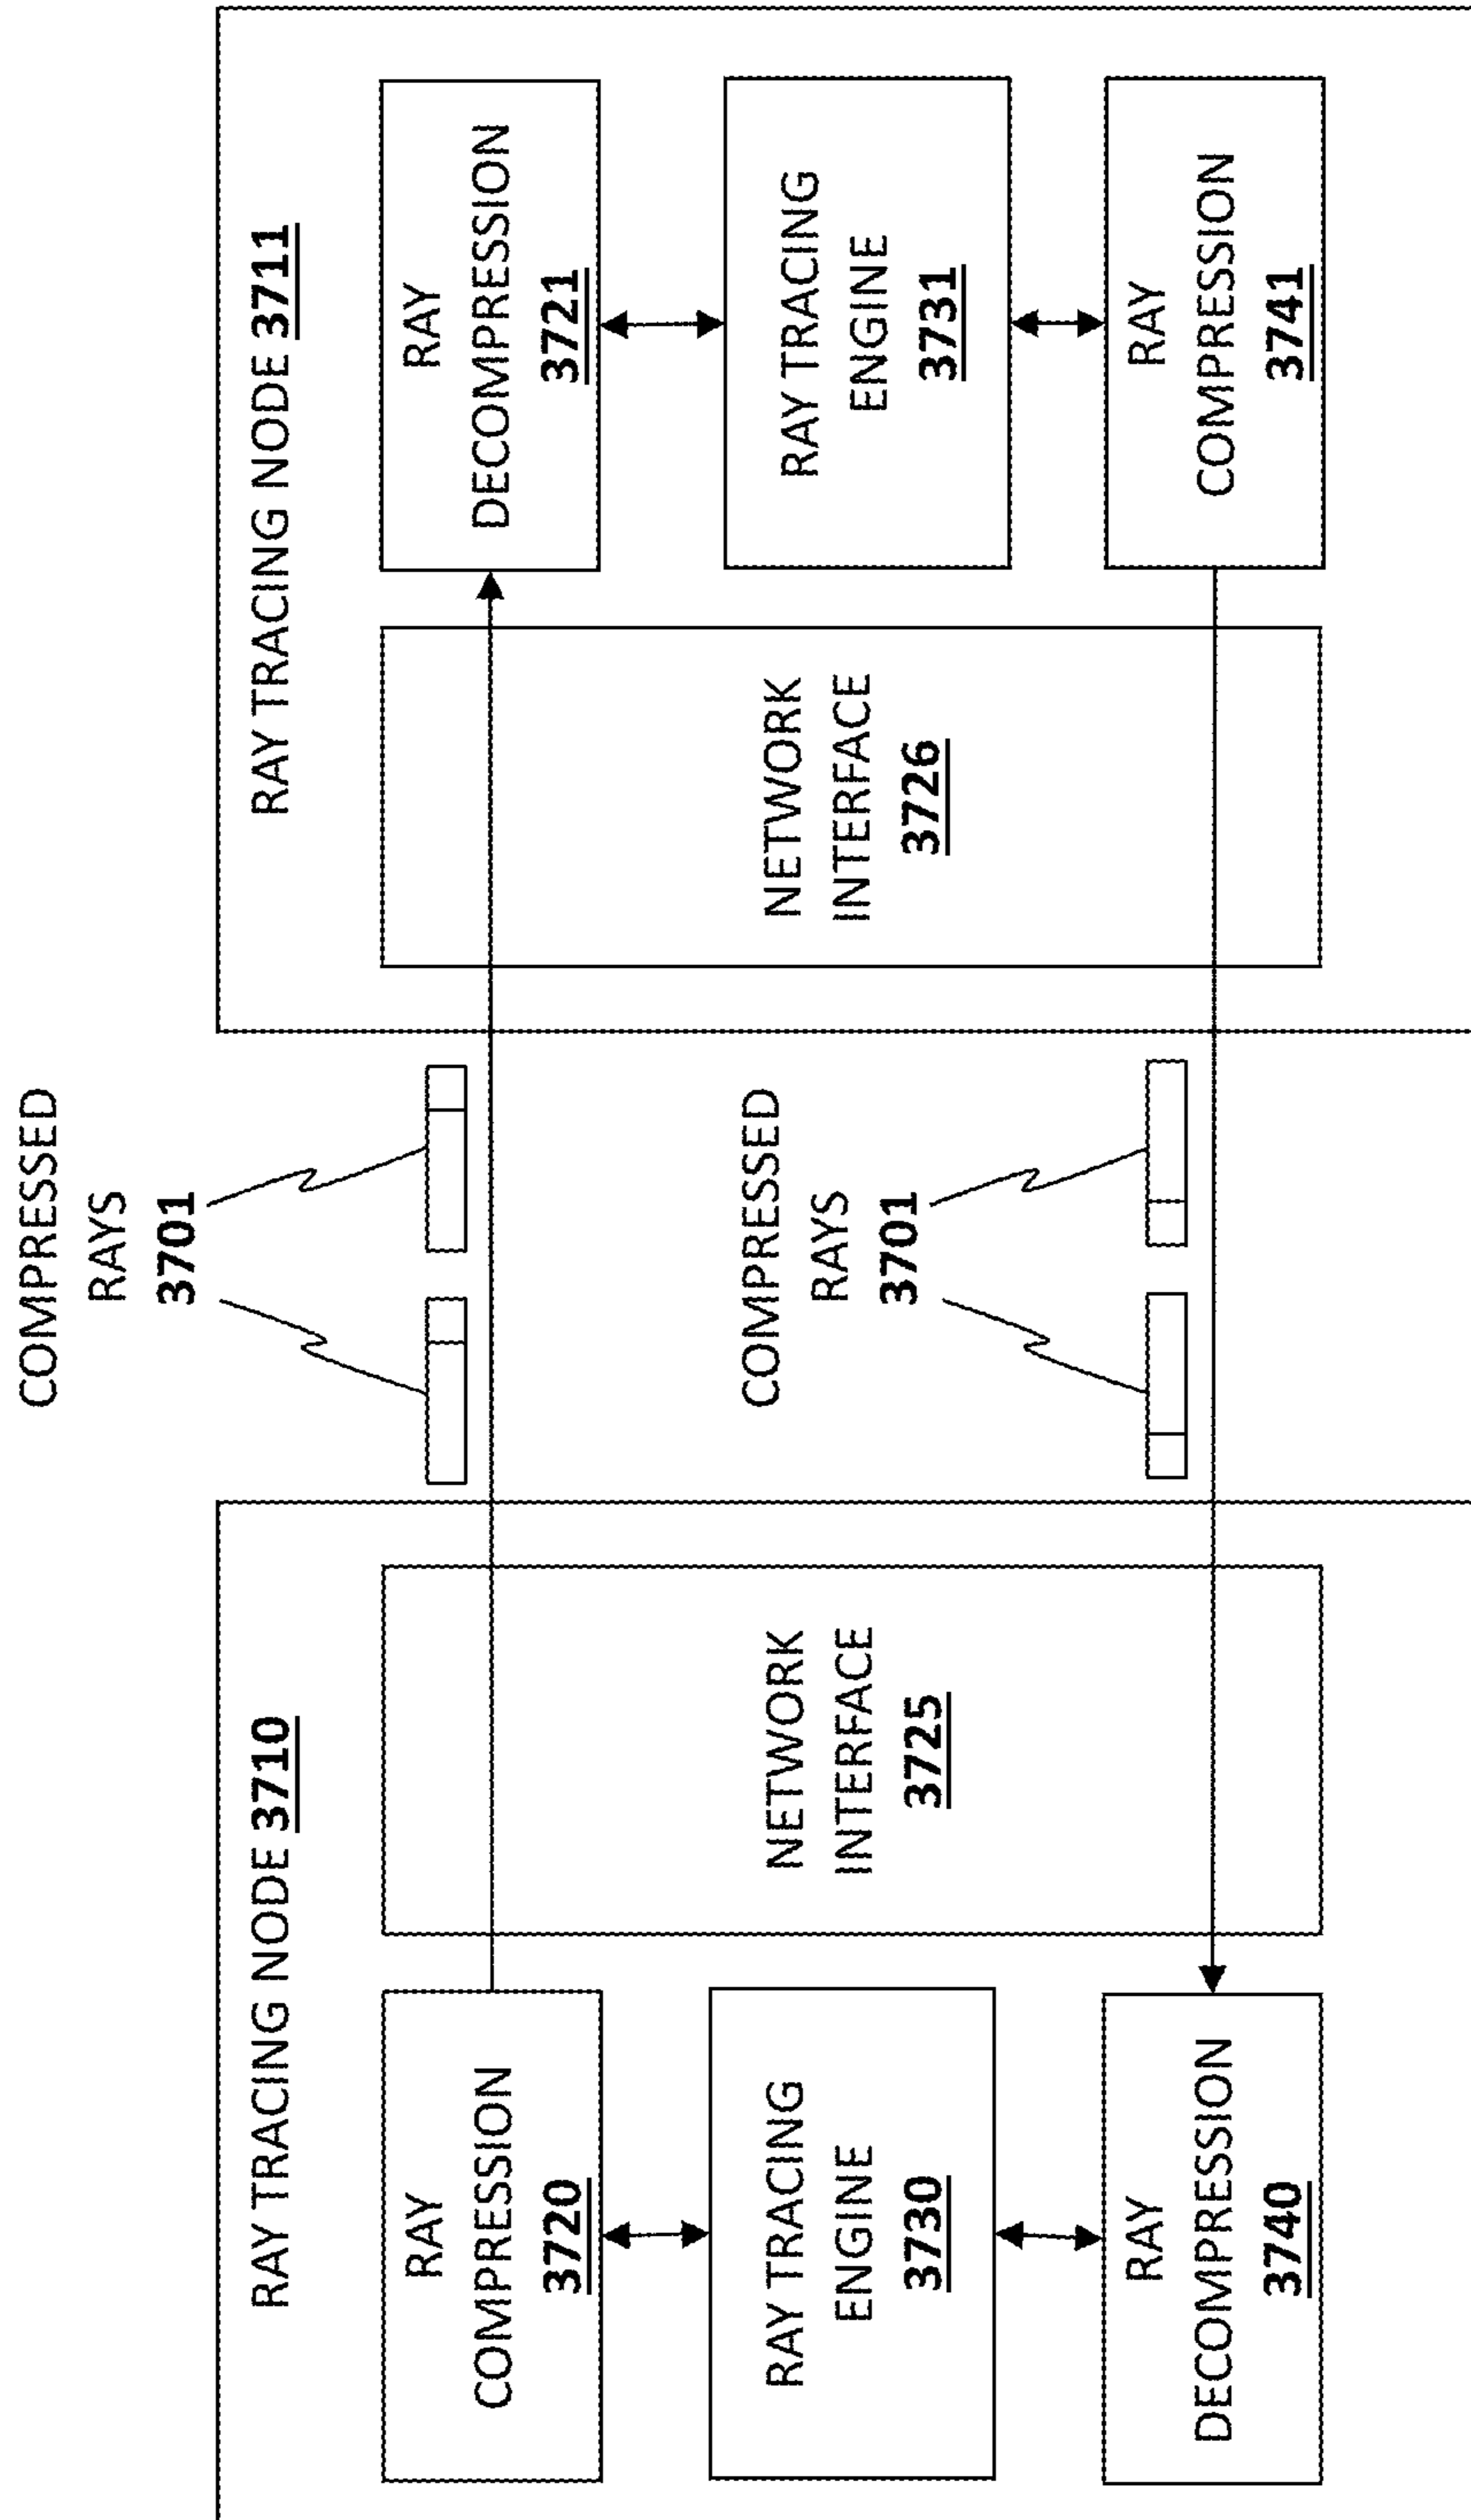 COMPRESSED
RAYS
3701
COMPRESSED
RAYS
3701
RAY TRACING NODE 3710
RAY
COMPRESSION
3720
RAY TRACING
ENGINE
3730
RAY
DECOMPRESSION
3740
NETWORK
INTERFACE
3725
RAY TRACING NODE 3711
NETWORK
INTERFACE
3726
RAY
DECOMPRESSION
3721
RAY TRACING
ENGINE
3731
RAY
COMPRESSION
3741